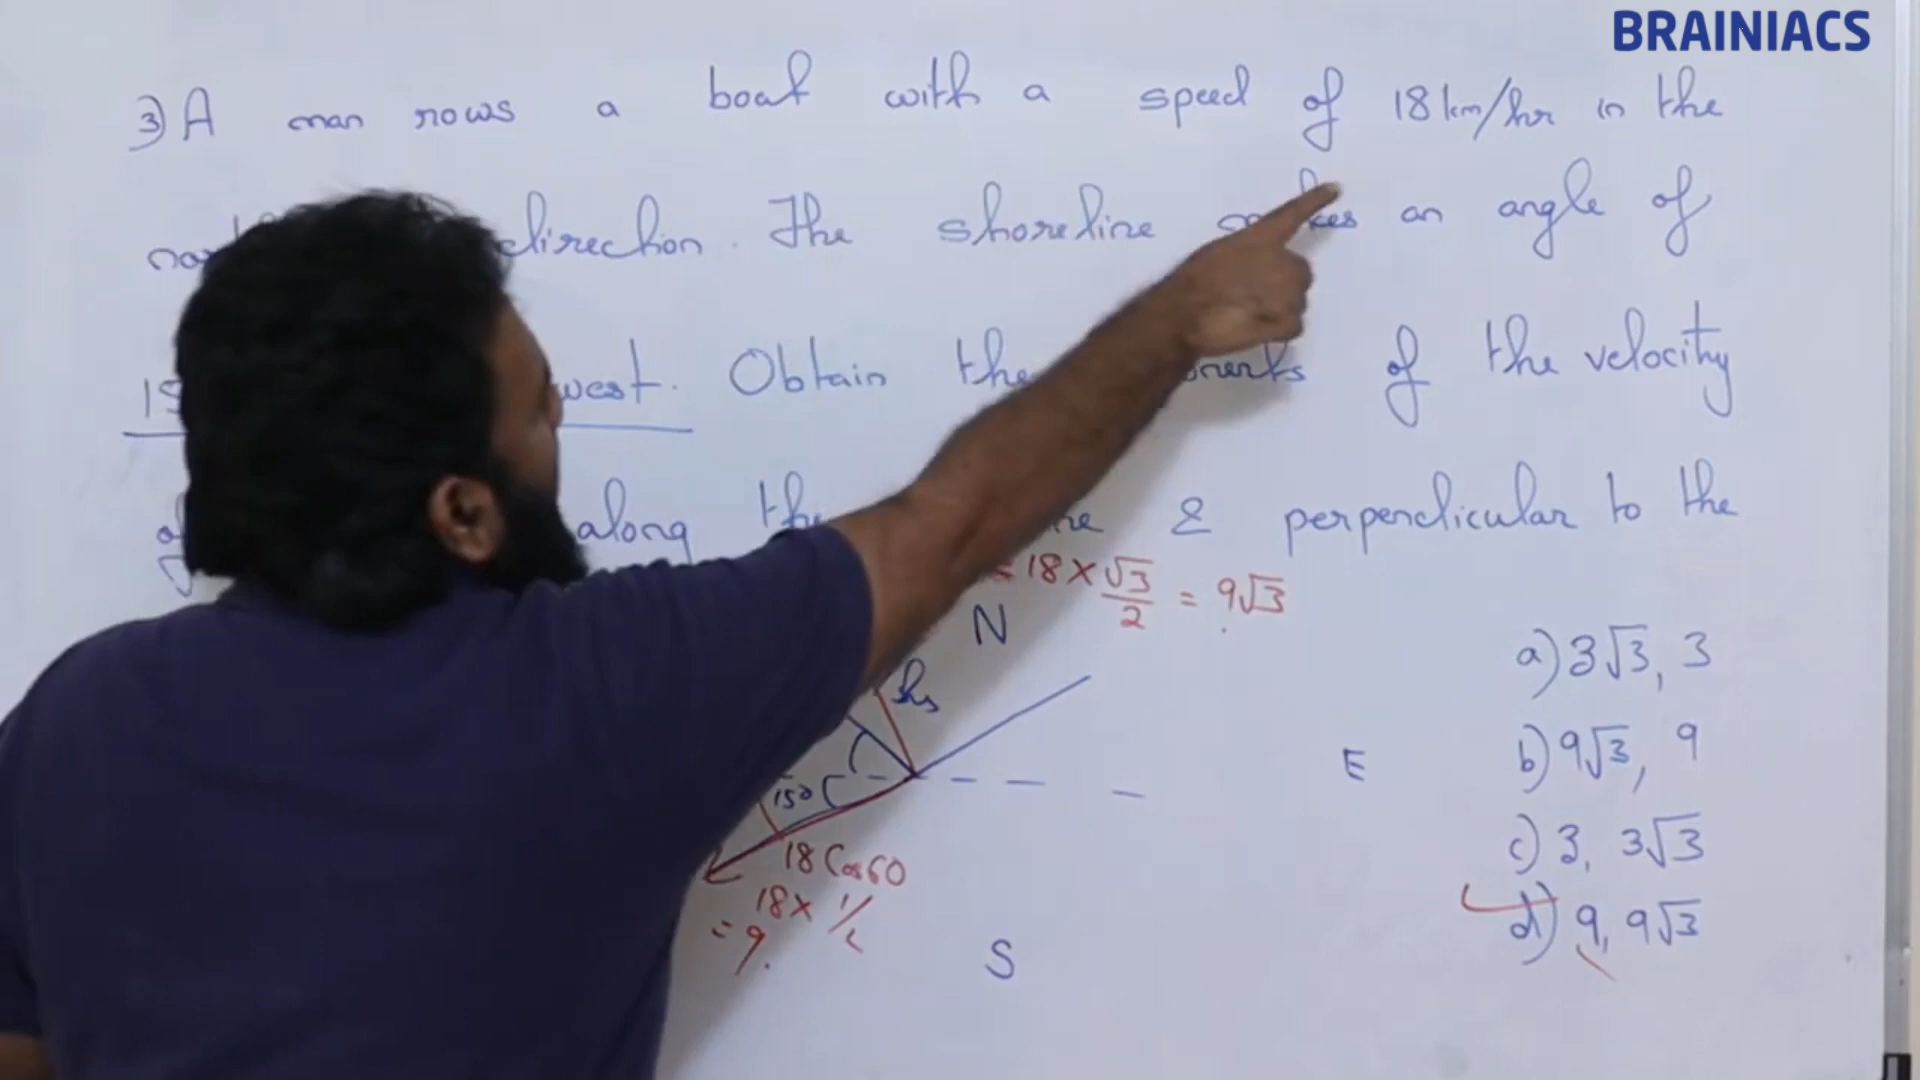 BRAINIACS
3) A man rows a boat with a speed of 18 km/hr in the
direction. The shoreline an angle of
west. Obtain the of the velocity
along the & perpendicular to the
= 18 × √3/2 = 9√3
N
a) 3√3, 3
b) 9√3, 9
E
150
18 Cos60
c) 3, 3√3
18 × 1/2
= 9.
d) 9, 9√3
S